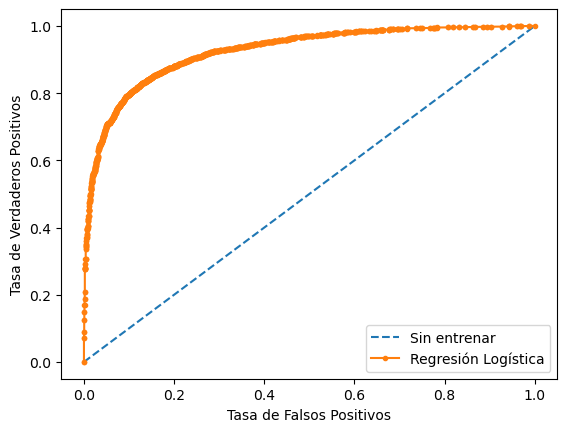 1.0
0.8
0.6
0.4
0.2
0.0
Tasa de Verdaderos Positivos
Sin entrenar
Regresión Logística
0.0 0.2 0.4 0.6 0.8 1.0
Tasa de Falsos Positivos